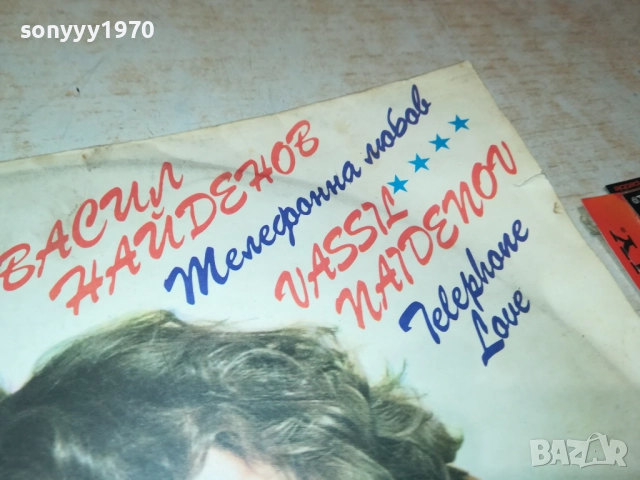 sonyyy1970
ВАСИЛ
НАЙДЕНОВ
Телефонна любов
VASSIL
NAIDENOV
Telephone
Love
BAZAR